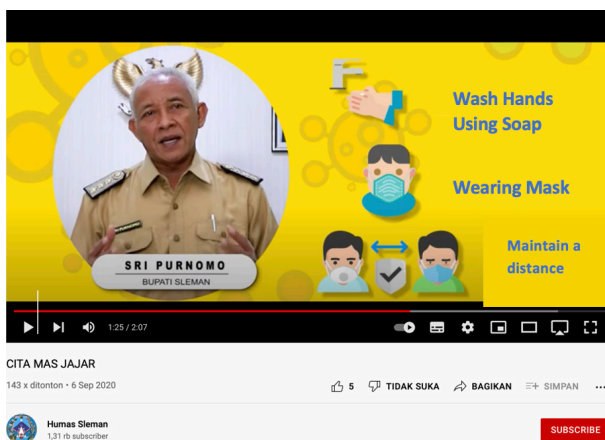 Wash Hands
Using Soap
Wearing Mask
Maintain a
distance
SRI PURNOMO
BUPATI SLEMAN
1:25 / 2:07
CITA MAS JAJAR
143 x ditonton • 6 Sep 2020
5 TIDAK SUKA BAGIKAN SIMPAN
Humas Sleman
1,31 rb subscriber
SUBSCRIBE